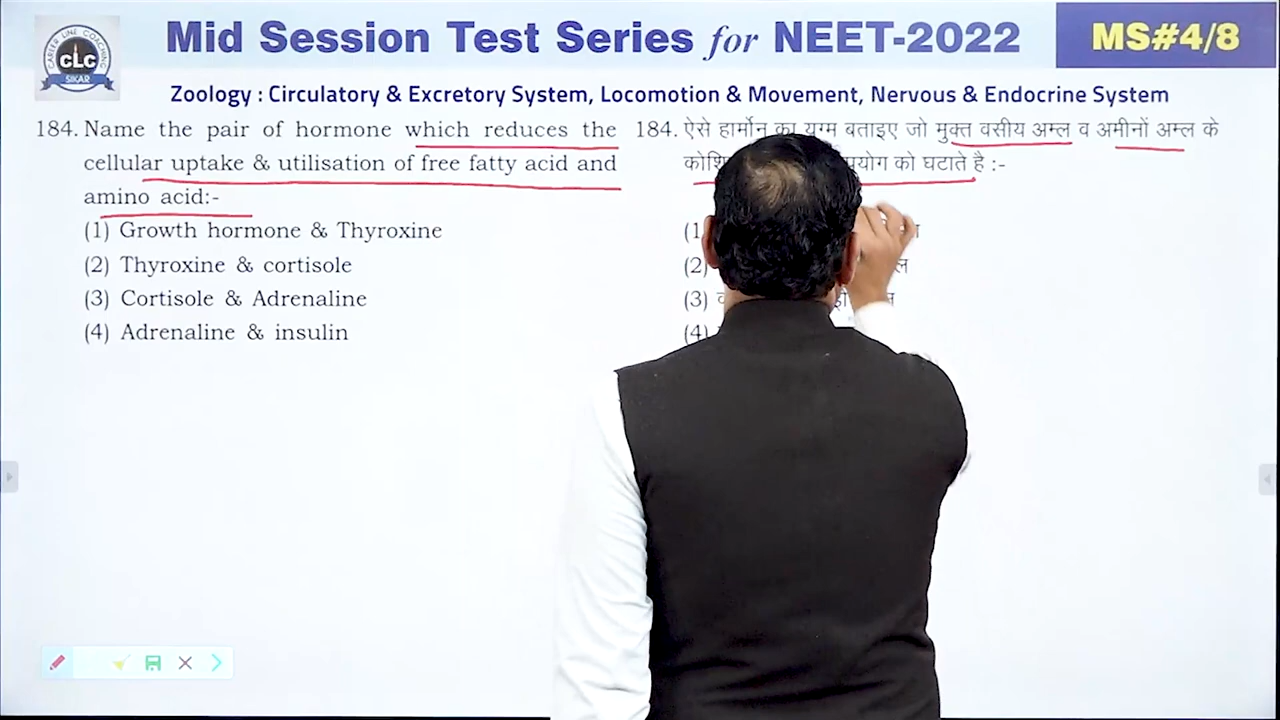 Mid Session Test Series for NEET-2022
MS#4/8
CAREER LINE COACHING
CLC
SIKAR
Zoology : Circulatory & Excretory System, Locomotion & Movement, Nervous & Endocrine System
184. Name the pair of hormone which reduces the
cellular uptake & utilisation of free fatty acid and
amino acid:-
(1) Growth hormone & Thyroxine
(2) Thyroxine & cortisole
(3) Cortisole & Adrenaline
(4) Adrenaline & insulin
184. ऐसे हार्मोन का युग्म बताइए जो मुक्त वसीय अम्ल व अमीनों अम्ल के
को घटाते है :-
(1
(2)
(3)
(4)